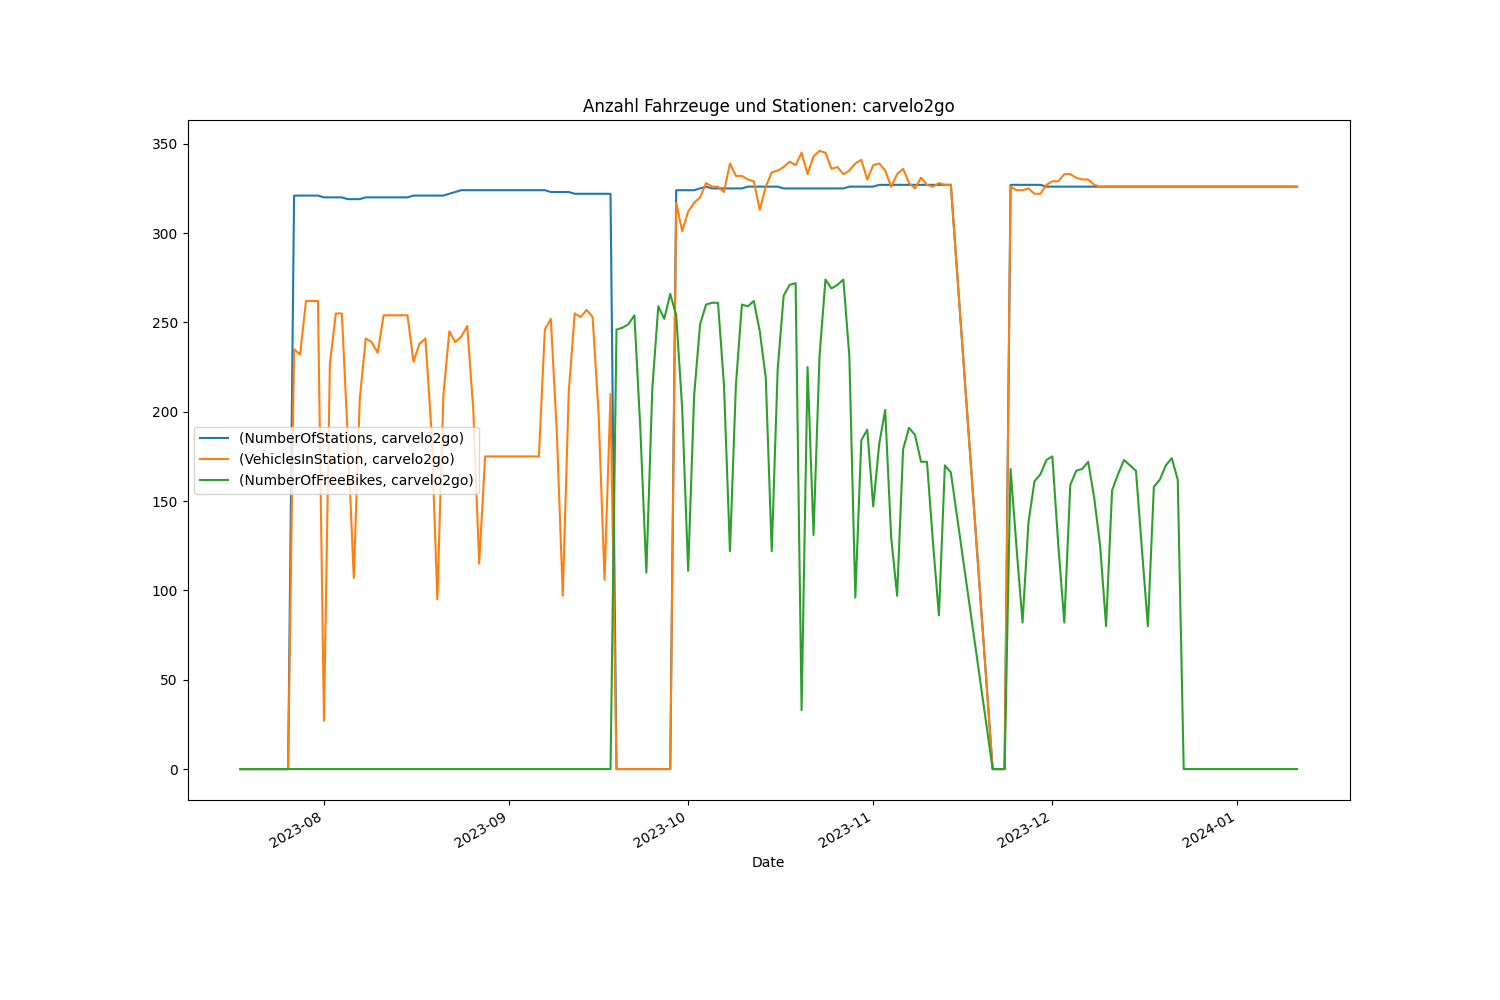 Anzahl Fahrzeuge und Stationen: carvelo2go
350
300
250
200
150
100
50
0
(NumberOfStations, carvelo2go)
(VehiclesInStation, carvelo2go)
(NumberOfFreeBikes, carvelo2go)
2023-08
2023-09
2023-10
2023-11
2023-12
2024-01
Date